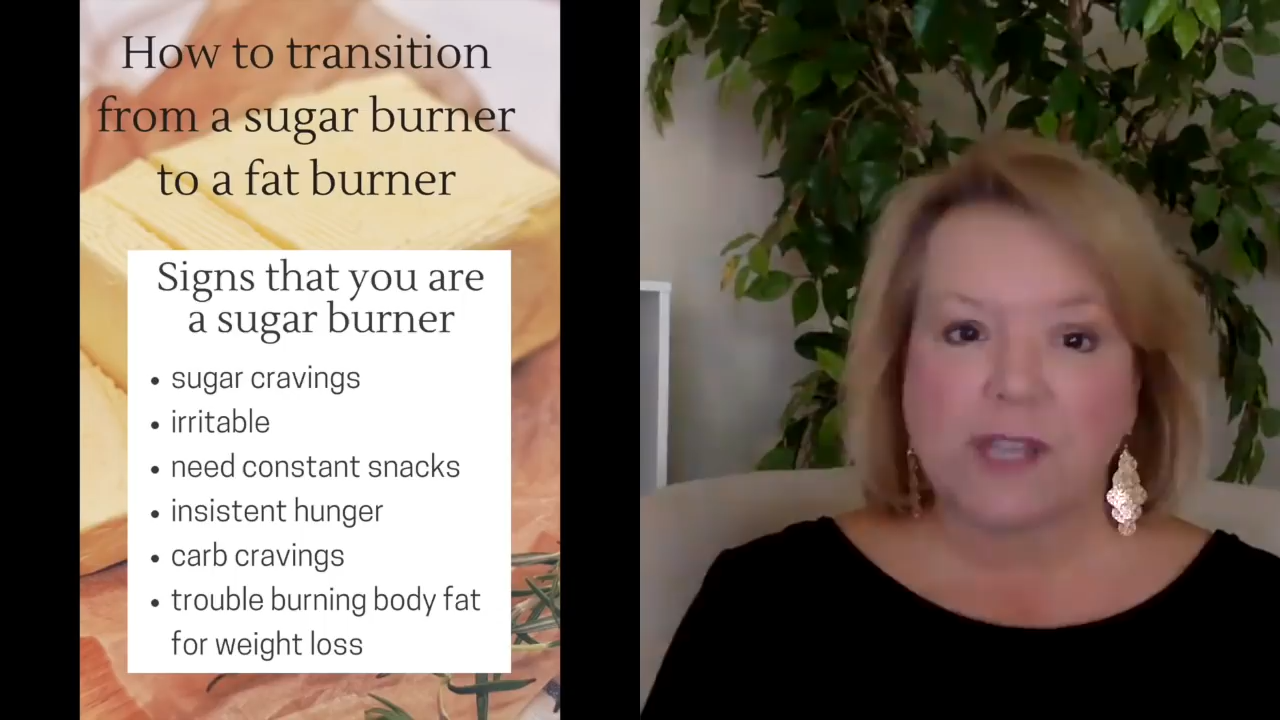 How to transition
from a sugar burner
to a fat burner
Signs that you are
a sugar burner
• sugar cravings
• irritable
• need constant snacks
• insistent hunger
• carb cravings
• trouble burning body fat
for weight loss